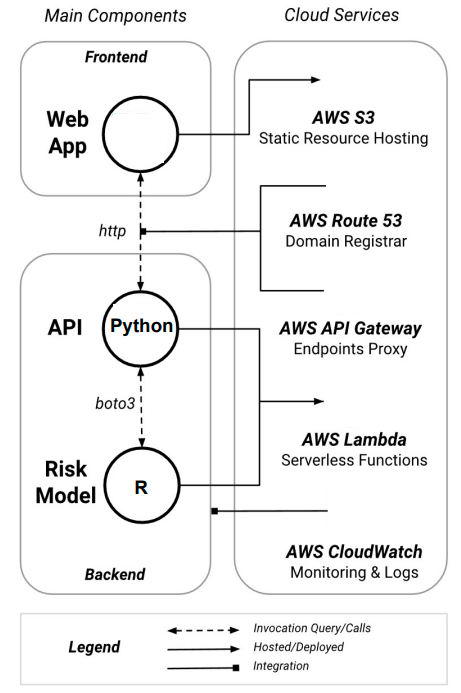 Main Components
Cloud Services
Frontend
Web
App
AWS S3
Static Resource Hosting
http
AWS Route 53
Domain Registrar
API
Python
AWS API Gateway
Endpoints Proxy
boto3
AWS Lambda
Serverless Functions
Risk
Model
R
AWS CloudWatch
Monitoring & Logs
Backend
Legend
Invocation Query/Calls
Hosted/Deployed
Integration